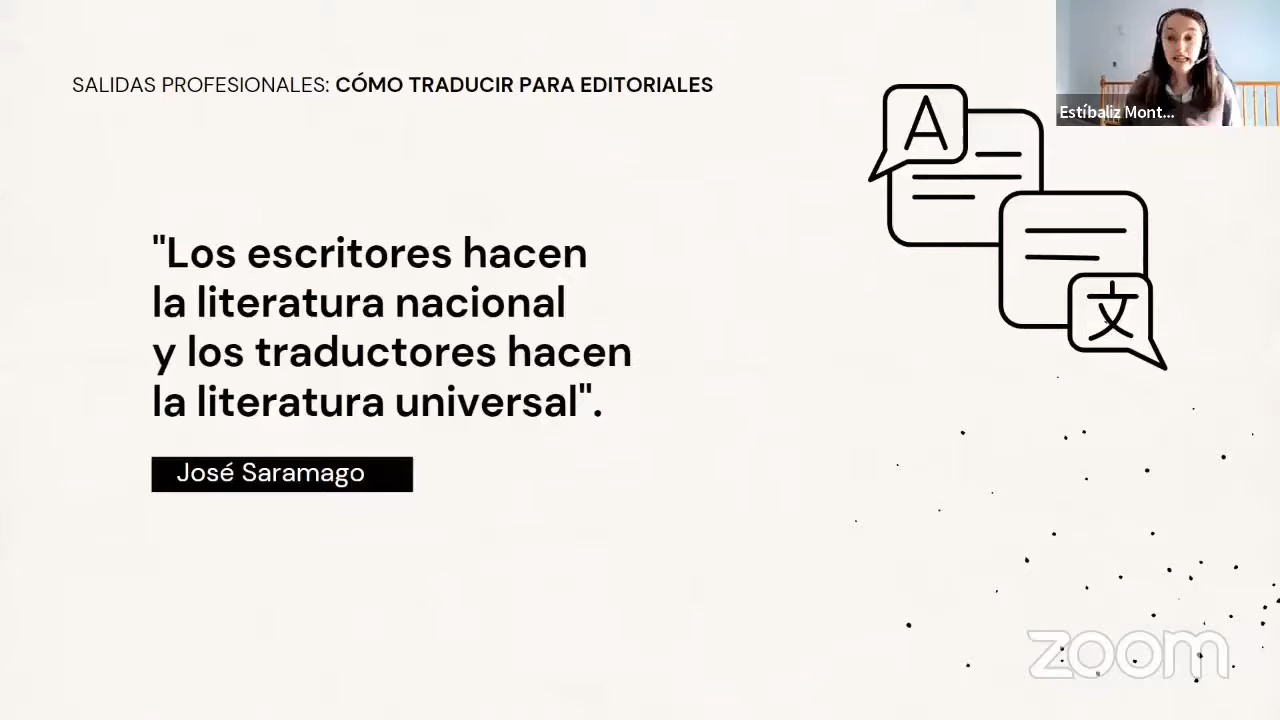 SALIDAS PROFESIONALES: CÓMO TRADUCIR PARA EDITORIALES
Estíbaliz Mont...
A
文
"Los escritores hacen
la literatura nacional
y los traductores hacen
la literatura universal".
José Saramago
zoom